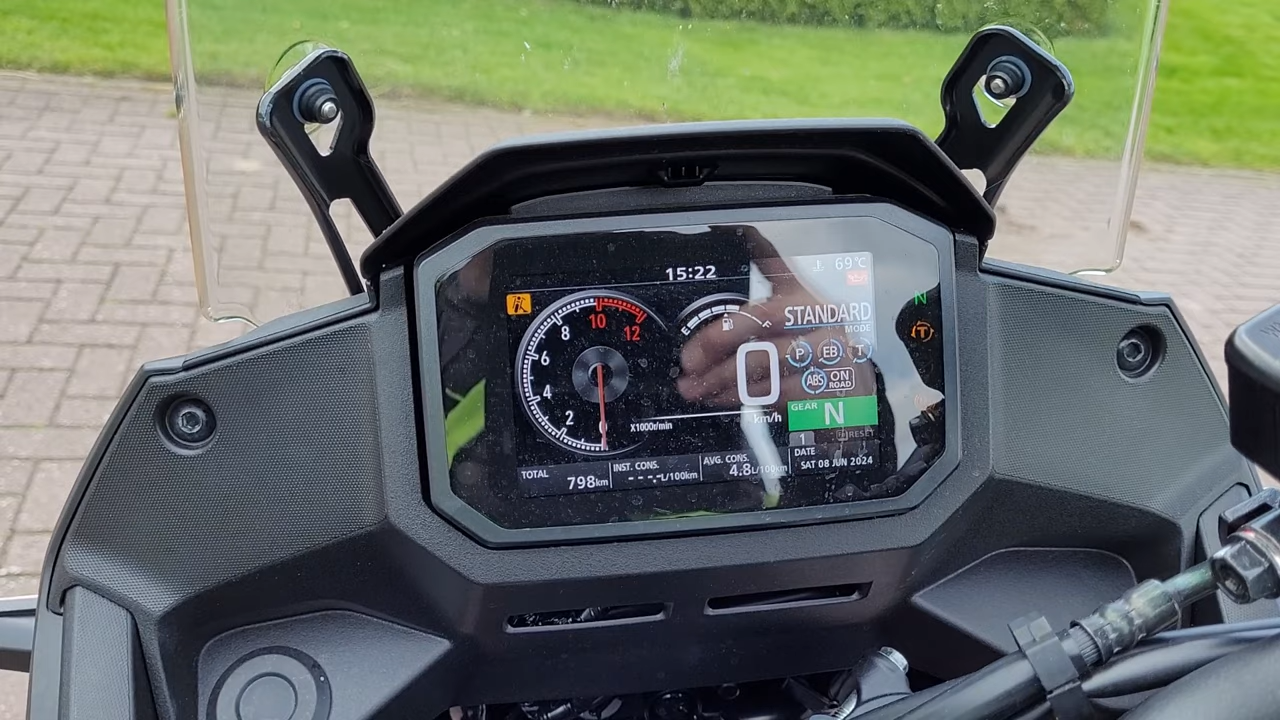 15:22
69°C
N
8 10 12
6
4
2
0
E F
STANDARD
MODE
T
P EB T
ABS ON ROAD
0
km/h
X1000r/min
GEAR N
1
RESET
TOTAL
798km
INST. CONS.
---.-L/100km
AVG. CONS.
4.8L/100km
DATE
SAT 08 JUN 2024